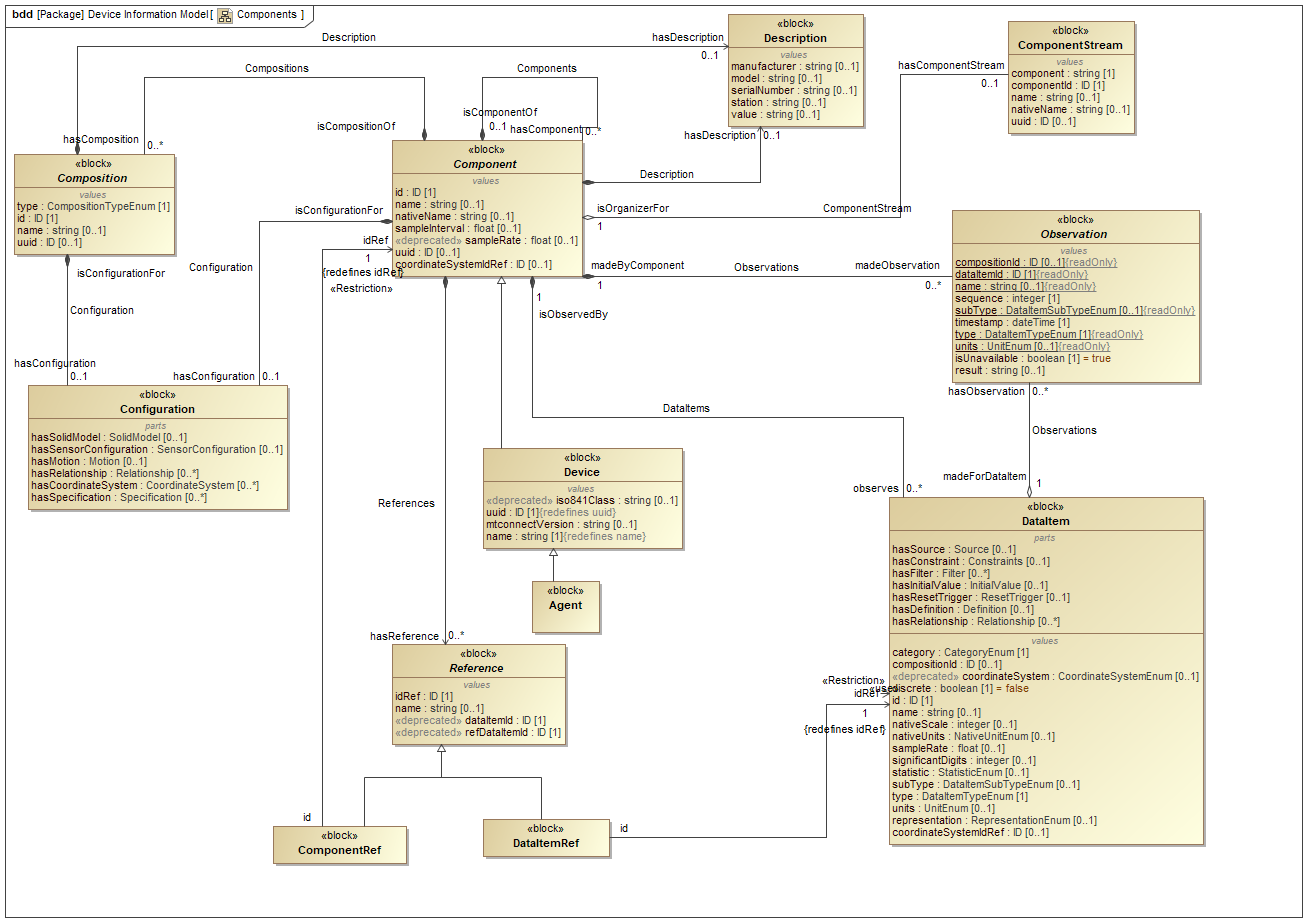 bdd [Package] Device Information Model [ Components ]
Description
hasDescription
0..1
Compositions
Components
isComponentOf
0..1
hasComponent
0..*
isCompositionOf
hasComposition
0..*
«block»
Description
values
manufacturer : string [0..1]
model : string [0..1]
serialNumber : string [0..1]
station : string [0..1]
value : string [0..1]
hasDescription
0..1
Description
hasComponentStream
0..1
«block»
ComponentStream
values
component : string [1]
componentId : ID [1]
name : string [0..1]
nativeName : string [0..1]
uuid : ID [0..1]
isOrganizerFor
1
ComponentStream
«block»
Composition
values
type : CompositionTypeEnum [1]
id : ID [1]
name : string [0..1]
uuid : ID [0..1]
«block»
Component
values
id : ID [1]
name : string [0..1]
nativeName : string [0..1]
sampleInterval : float [0..1]
«deprecated» sampleRate : float [0..1]
uuid : ID [0..1]
coordinateSystemIdRef : ID [0..1]
isConfigurationFor
idRef
1
{redefines idRef}
«Restriction»
isConfigurationFor
Configuration
Configuration
hasConfiguration
0..1
hasConfiguration
0..1
madeByComponent
1
Observations
madeObservation
0..*
1
isObservedBy
«block»
Observation
values
compositionId : ID [0..1]{readOnly}
dataItemId : ID [1]{readOnly}
name : string [0..1]{readOnly}
sequence : integer [1]
subType : DataItemSubTypeEnum [0..1]{readOnly}
timestamp : dateTime [1]
type : DataItemTypeEnum [1]{readOnly}
units : UnitEnum [0..1]{readOnly}
isUnavailable : boolean [1] = true
result : string [0..1]
hasObservation
0..*
Observations
madeForDataItem
1
DataItems
observes
0..*
«block»
Configuration
parts
hasSolidModel : SolidModel [0..1]
hasSensorConfiguration : SensorConfiguration [0..1]
hasMotion : Motion [0..1]
hasRelationship : Relationship [0..*]
hasCoordinateSystem : CoordinateSystem [0..*]
hasSpecification : Specification [0..*]
References
«block»
Device
values
«deprecated» iso841Class : string [0..1]
uuid : ID [1]{redefines uuid}
mtconnectVersion : string [0..1]
name : string [1]{redefines name}
«block»
Agent
hasReference
0..*
«block»
Reference
values
idRef : ID [1]
name : string [0..1]
«deprecated» dataItemId : ID [1]
«deprecated» refDataItemId : ID [1]
«block»
DataItem
parts
hasSource : Source [0..1]
hasConstraint : Constraints [0..1]
hasFilter : Filter [0..*]
hasInitialValue : InitialValue [0..1]
hasResetTrigger : ResetTrigger [0..1]
hasDefinition : Definition [0..1]
hasRelationship : Relationship [0..*]
values
category : CategoryEnum [1]
compositionId : ID [0..1]
«deprecated» coordinateSystem : CoordinateSystemEnum [0..1]
discrete : boolean [1] = false
id : ID [1]
name : string [0..1]
nativeScale : integer [0..1]
nativeUnits : NativeUnitEnum [0..1]
sampleRate : float [0..1]
significantDigits : integer [0..1]
statistic : StatisticEnum [0..1]
subType : DataItemSubTypeEnum [0..1]
type : DataItemTypeEnum [1]
units : UnitEnum [0..1]
representation : RepresentationEnum [0..1]
coordinateSystemIdRef : ID [0..1]
«Restriction»
idRef
1
{redefines idRef}
id
«block»
ComponentRef
«block»
DataItemRef
id